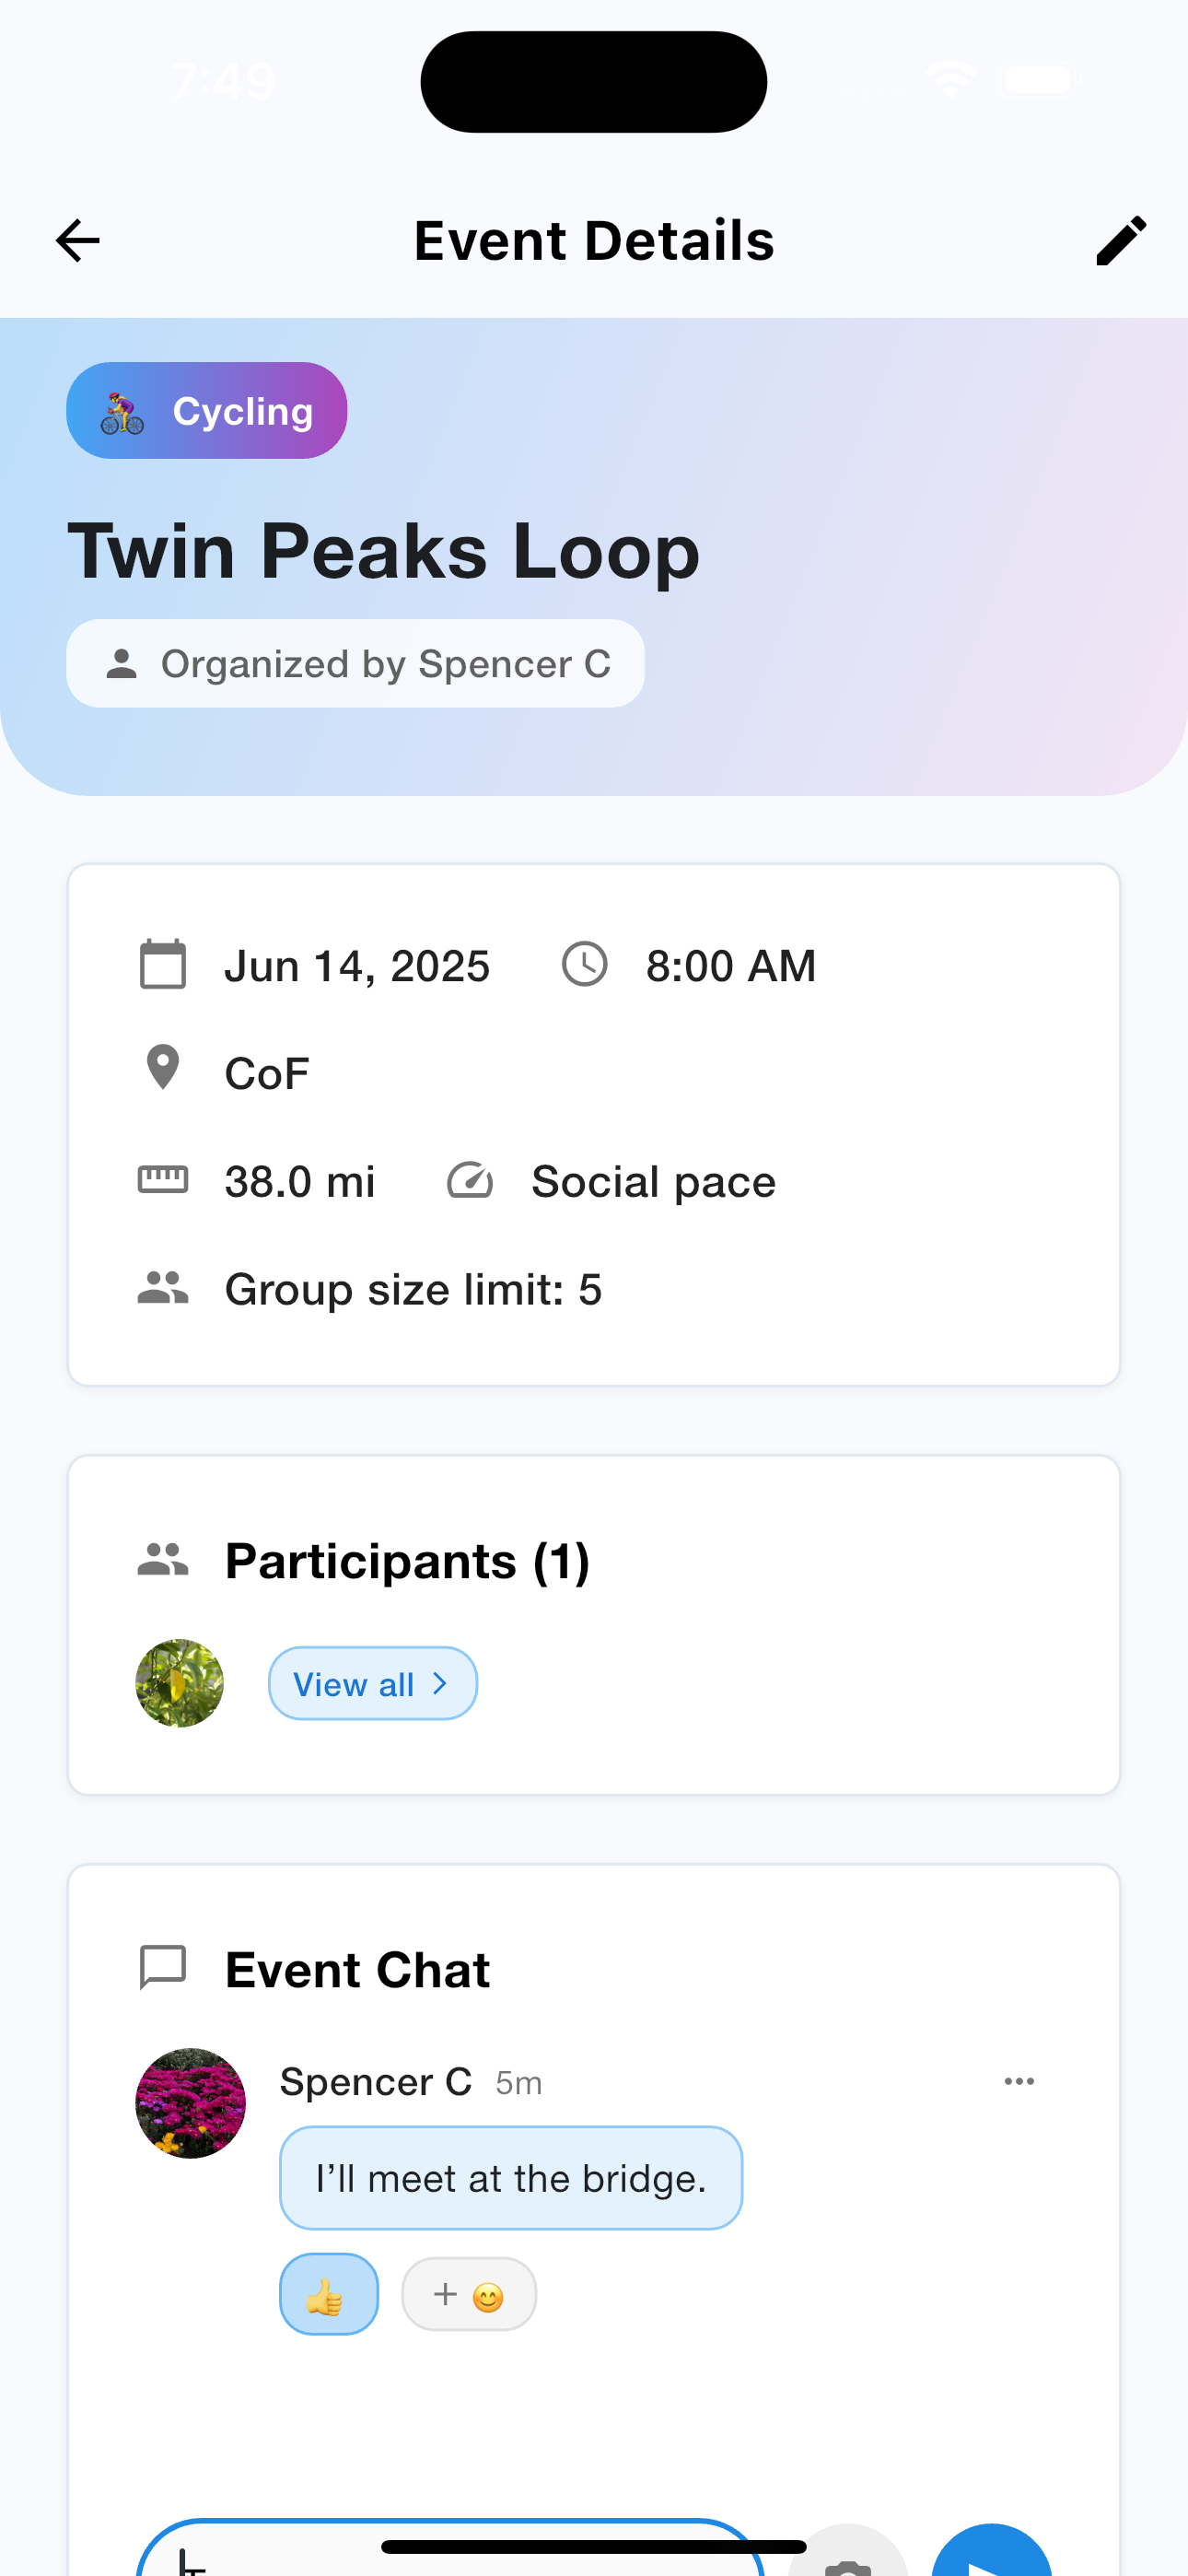 7:49
Event Details
Cycling
Twin Peaks Loop
Organized by Spencer C
Jun 14, 2025 8:00 AM
CoF
38.0 mi Social pace
Group size limit: 5
Participants (1)
View all
Event Chat
Spencer C 5m
I’ll meet at the bridge.